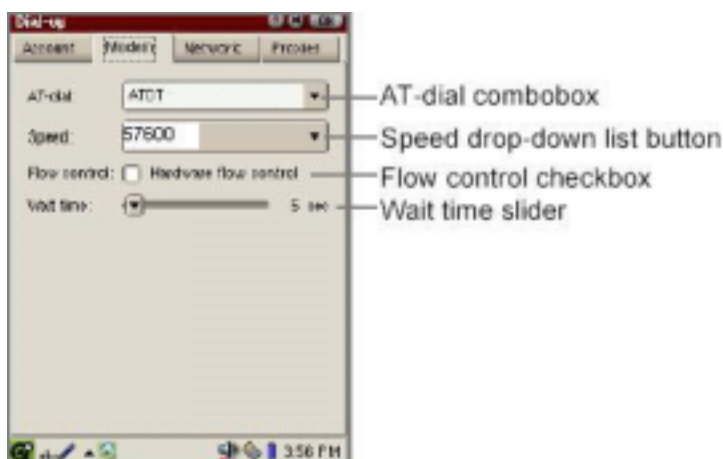 Dial-up
Account Modem Network Proxies
AT-dial: ATDT
AT-dial combobox
Speed: 57600
Speed drop-down list button
Flow control: Hardware flow control
Flow control checkbox
Wait time: 5 sec
Wait time slider
3:56 PM